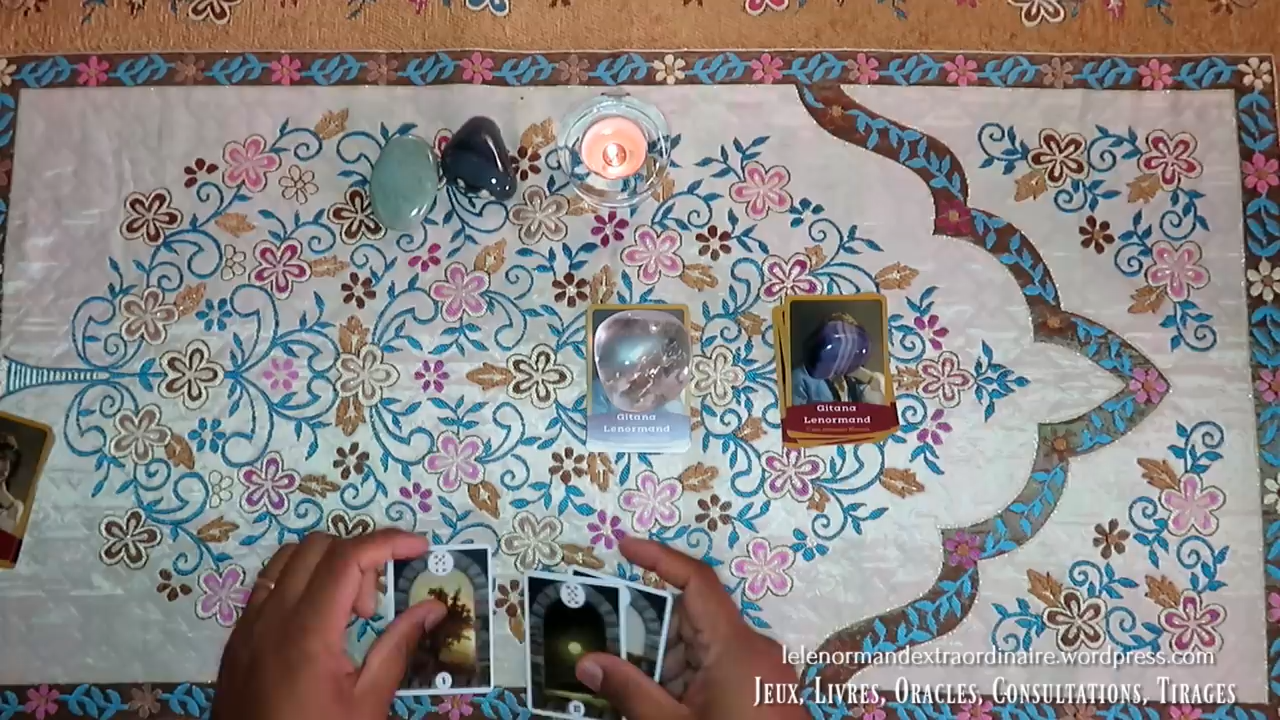 Gitana
Lenormand
Gitana
Lenormand
lelenormandextraordinaire.wordpress.com
Jeux, Livres, Oracles, Consultations, Tirages